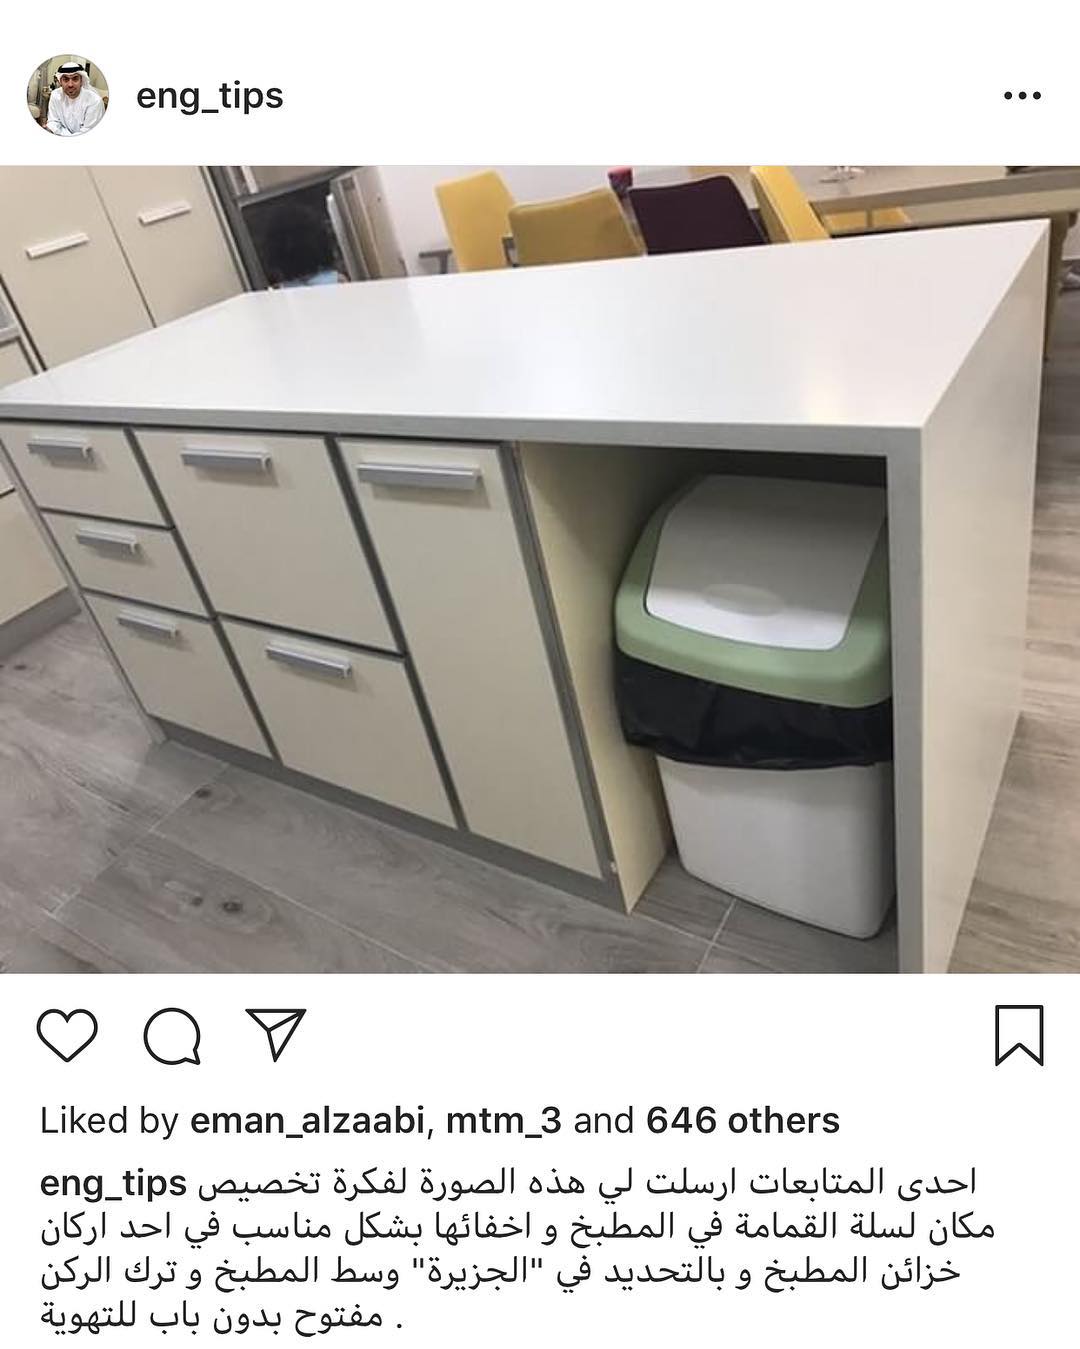 eng_tips
Liked by eman_alzaabi, mtm_3 and 646 others
eng_tips احدى المتابعات ارسلت لي هذه الصورة لفكرة تخصيص
مكان لسلة القمامة في المطبخ و اخفائها بشكل مناسب في احد اركان
خزائن المطبخ و بالتحديد في "الجزيرة" وسط المطبخ و ترك الركن
مفتوح بدون باب للتهوية .